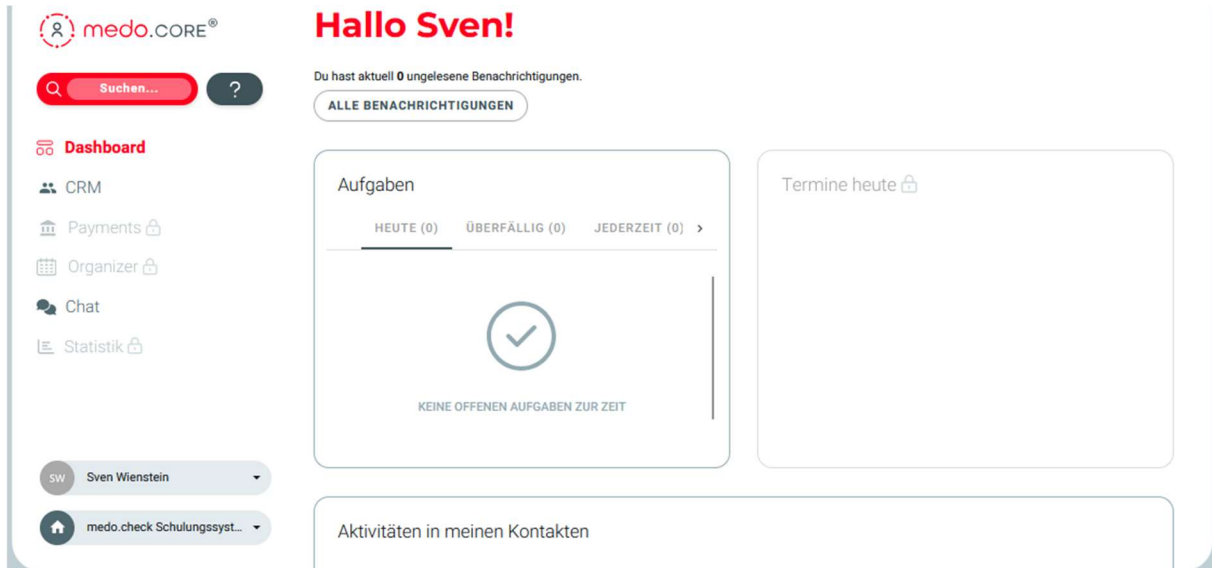 medo.CORE®
Suchen...
?
Dashboard
CRM
Payments
Organizer
Chat
Statistik
SW Sven Wienstein
medo.check Schulungssyst...
Hallo Sven!
Du hast aktuell 0 ungelesene Benachrichtigungen.
ALLE BENACHRICHTIGUNGEN
Aufgaben
HEUTE (0) ÜBERFÄLLIG (0) JEDERZEIT (0)
KEINE OFFENEN AUFGABEN ZUR ZEIT
Termine heute
Aktivitäten in meinen Kontakten